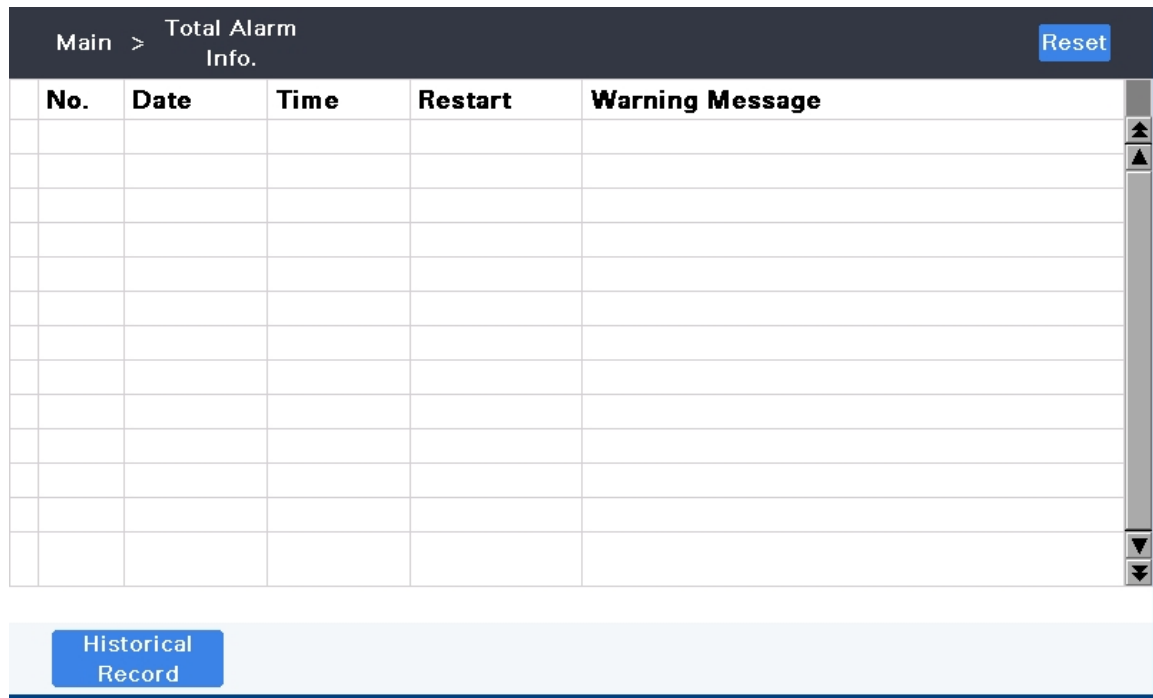 Main > Total Alarm
Info.
Reset
No. Date Time Restart Warning Message
Historical
Record